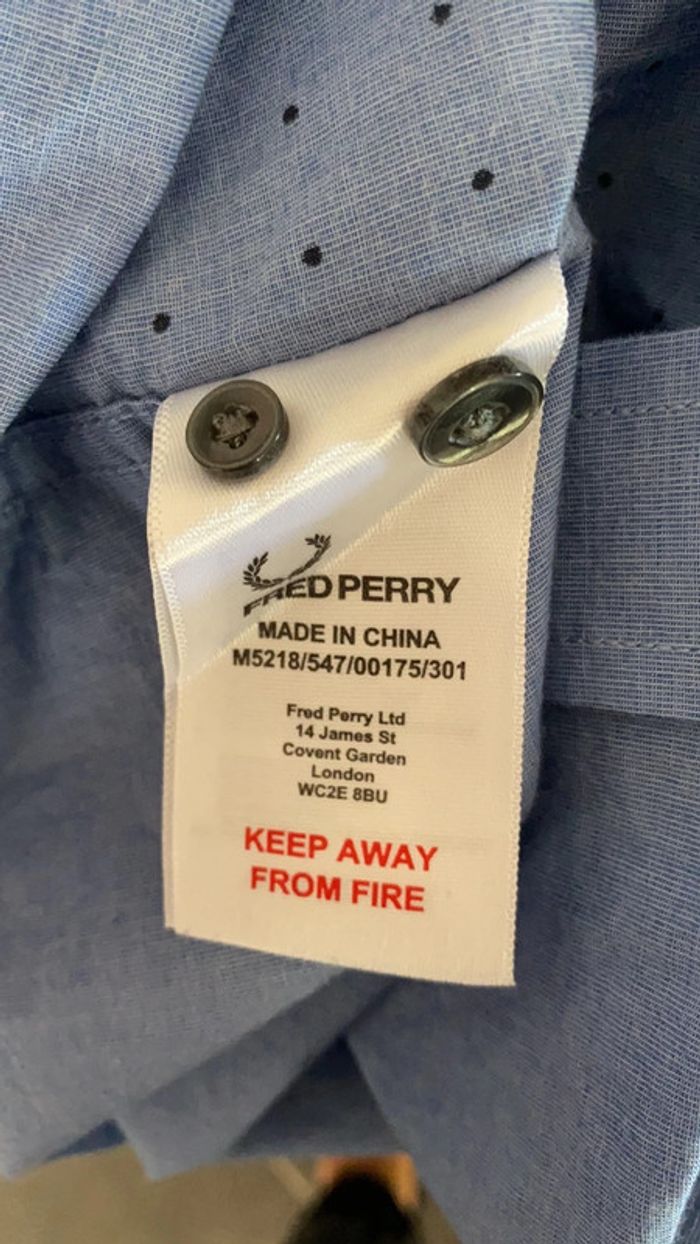 FRED PERRY
MADE IN CHINA
M5218/547/00175/301
Fred Perry Ltd
14 James St
Covent Garden
London
WC2E 8BU
KEEP AWAY
FROM FIRE